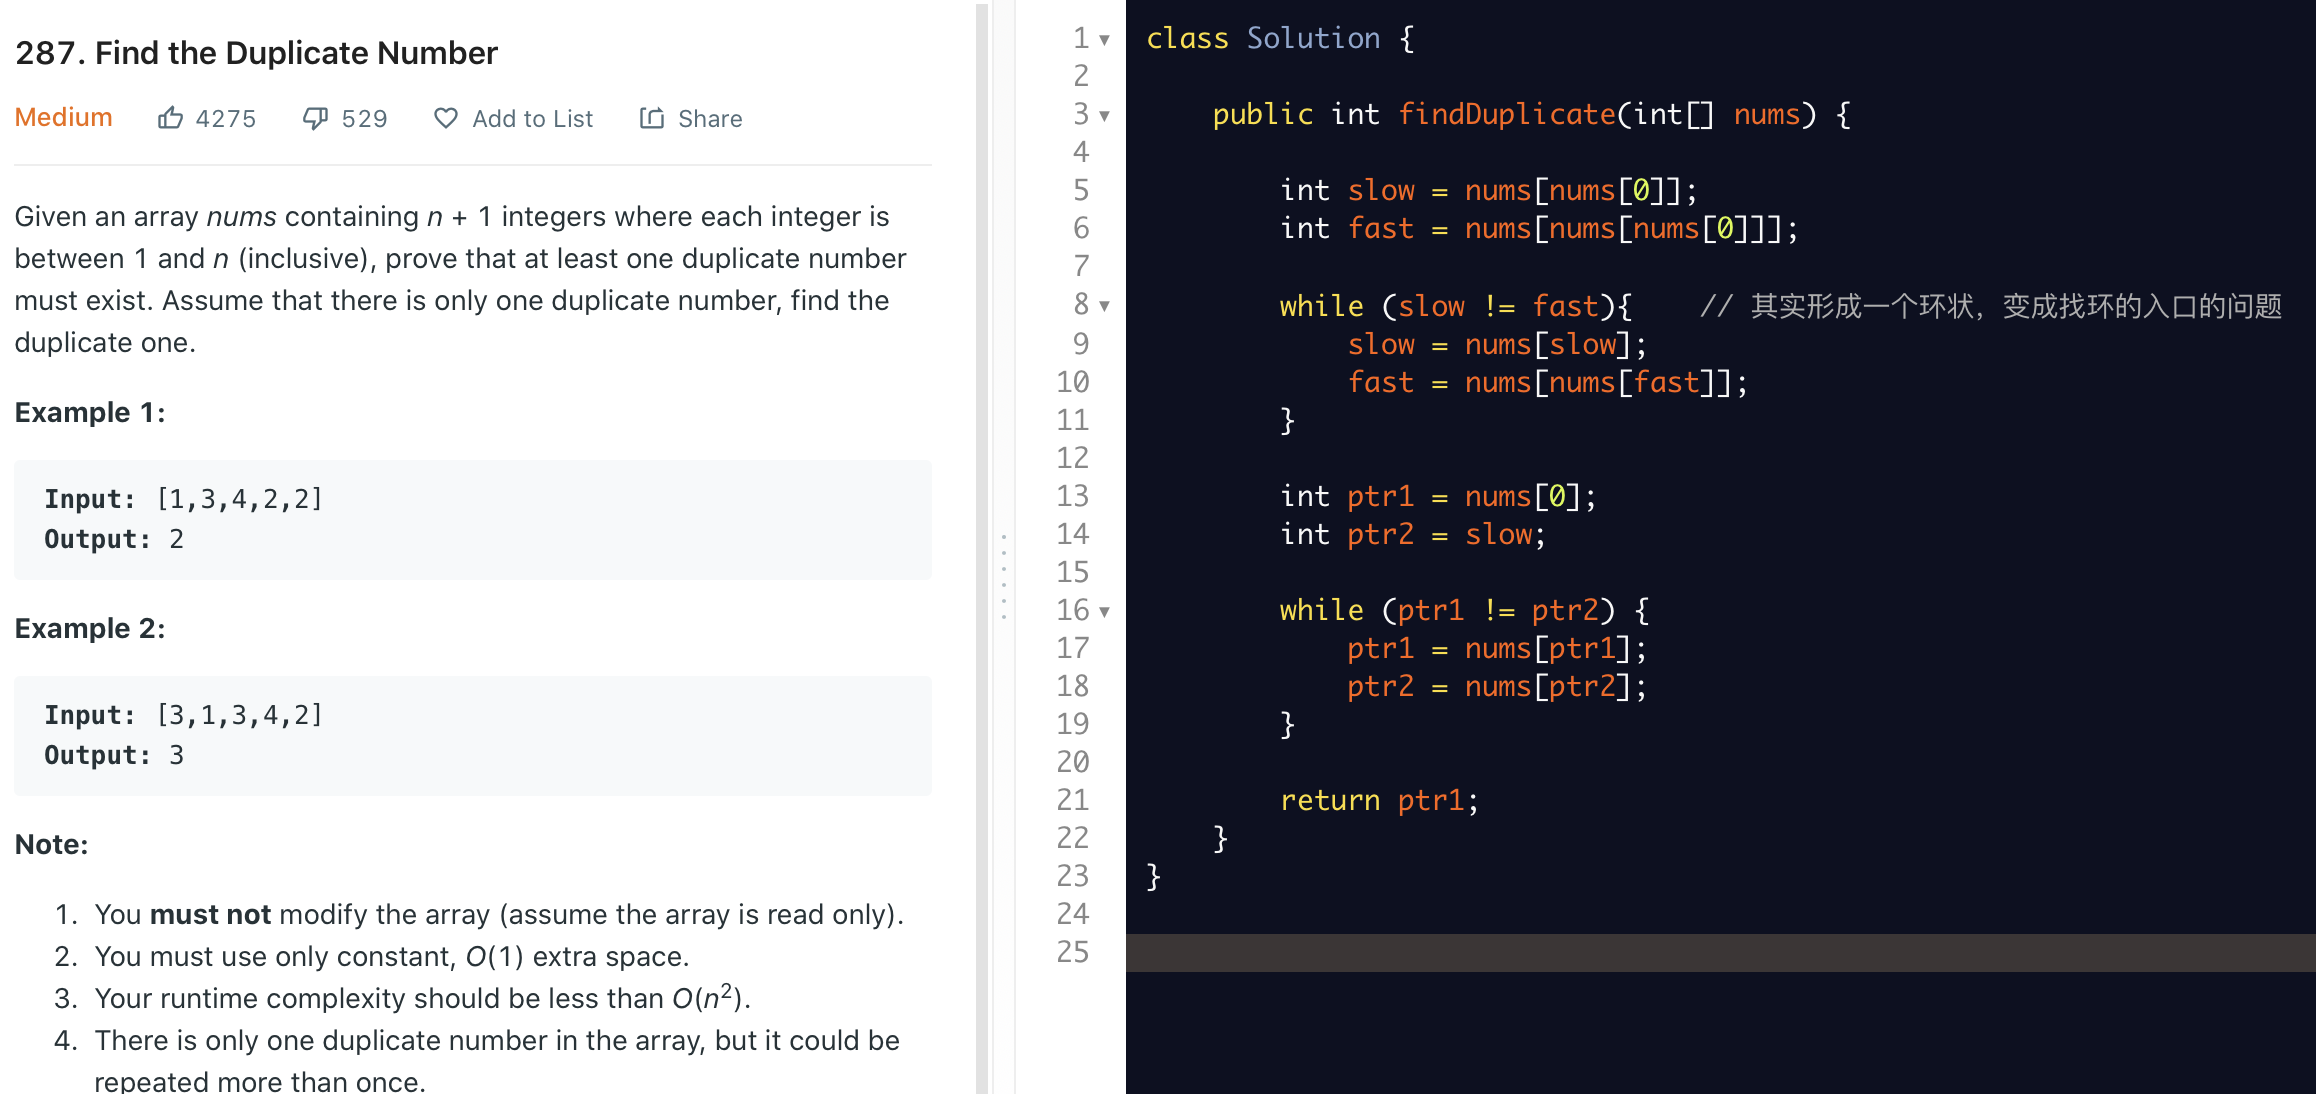 287. Find the Duplicate Number
Medium 4275 529 Add to List Share
Given an array nums containing n + 1 integers where each integer is
between 1 and n (inclusive), prove that at least one duplicate number
must exist. Assume that there is only one duplicate number, find the
duplicate one.
Example 1:
Input: [1,3,4,2,2]
Output: 2
Example 2:
Input: [3,1,3,4,2]
Output: 3
Note:
1. You must not modify the array (assume the array is read only).
2. You must use only constant, O(1) extra space.
3. Your runtime complexity should be less than O(n²).
4. There is only one duplicate number in the array, but it could be
repeated more than once.
1 class Solution {
2
3 public int findDuplicate(int[] nums) {
4
5 int slow = nums[nums[0]];
6 int fast = nums[nums[nums[0]]];
7
8 while (slow != fast){ // 其实形成一个环状，变成找环的入口的问题
9 slow = nums[slow];
10 fast = nums[nums[fast]];
11 }
12
13 int ptr1 = nums[0];
14 int ptr2 = slow;
15
16 while (ptr1 != ptr2) {
17 ptr1 = nums[ptr1];
18 ptr2 = nums[ptr2];
19 }
20
21 return ptr1;
22 }
23 }
24
25